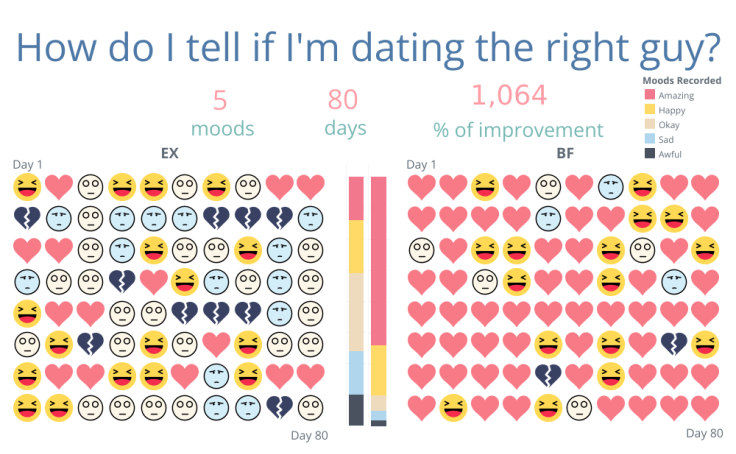 How do I tell if I'm dating the right guy?
5
moods
80
days
1,064
% of improvement
Moods Recorded
Amazing
Happy
Okay
Sad
Awful
EX
Day 1
Day 80
BF
Day 1
Day 80